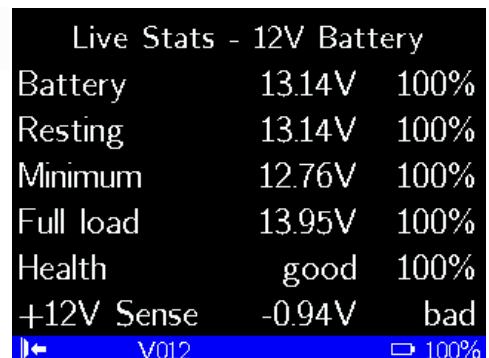 Live Stats - 12V Battery
Battery 13.14V 100%
Resting 13.14V 100%
Minimum 12.76V 100%
Full load 13.95V 100%
Health good 100%
+12V Sense -0.94V bad
V012 100%